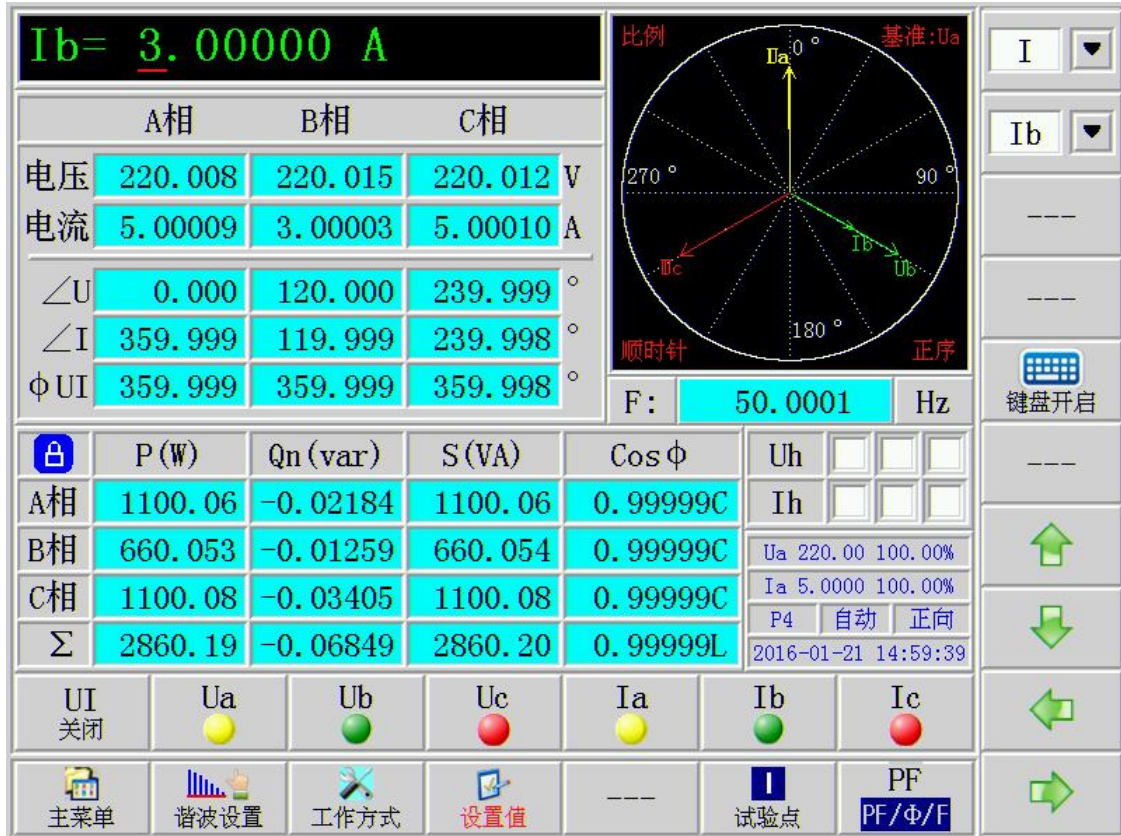 Ib= 3.00000 A
A相 B相 C相
电压 220.008 220.015 220.012 V
电流 5.00009 3.00003 5.00010 A
∠U 0.000 120.000 239.999 °
∠I 359.999 119.999 239.998 °
φUI 359.999 359.999 359.998 °
比例 基准:Ua
0°
270° 90°
Ib
Ub
180°
顺时针 正序
F: 50.0001 Hz
P(W) Qn(var) S(VA) Cosφ
A相 1100.06 -0.02184 1100.06 0.99999C
B相 660.053 -0.01259 660.054 0.99999C
C相 1100.08 -0.03405 1100.08 0.99999C
Σ 2860.19 -0.06849 2860.20 0.99999L
Uh
Ih
Ua 220.00 100.00%
Ia 5.0000 100.00%
P4 自动 正向
2016-01-21 14:59:39
UI Ua Ub Uc Ia Ib Ic
关闭
主菜单 谐波设置 工作方式 设置值 --- 试验点
I
PF
PF/Φ/F
I
Ib
---
---
键盘开启
---